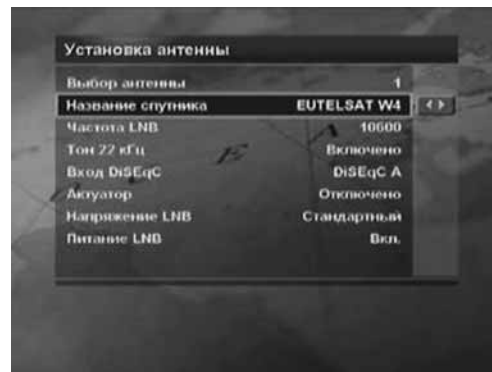 Установка антенны
Выбор антенны 1
Название спутника EUTELSAT W4
Частота LNB 10600
Тон 22 кГц Включено
Вход DiSEqC DiSEqC A
Актуатор Отключено
Напряжение LNB Стандартный
Питание LNB Вкл.